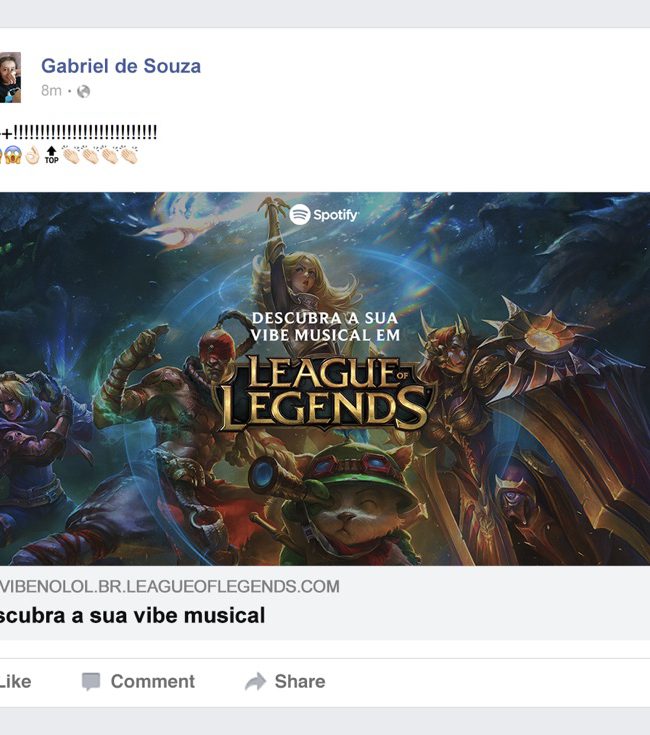 Gabriel de Souza
8m
+!!!!!!!!!!!!!!!!!!!!!!!!!!!
TOP
Spotify
DESCUBRA A SUA
VIBE MUSICAL EM
LEAGUE OF
LEGENDS
VIBENOLOL.BR.LEAGUEOFLEGENDS.COM
scubra a sua vibe musical
Like Comment Share